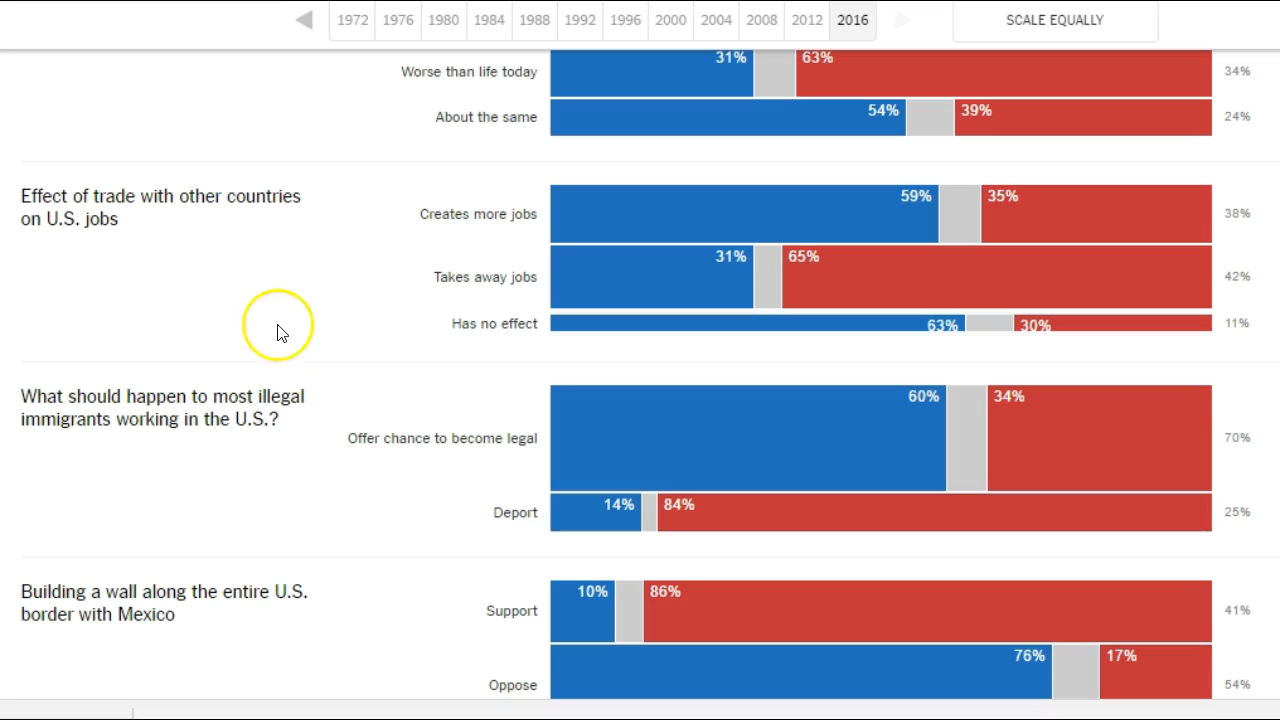 1972 1976 1980 1984 1988 1992 1996 2000 2004 2008 2012 2016 SCALE EQUALLY
Worse than life today 31% 63% 34%
About the same 54% 39% 24%
Effect of trade with other countries
on U.S. jobs
Creates more jobs 59% 35% 38%
Takes away jobs 31% 65% 42%
Has no effect 63% 30% 11%
What should happen to most illegal
immigrants working in the U.S.?
Offer chance to become legal 60% 34% 70%
Deport 14% 84% 25%
Building a wall along the entire U.S.
border with Mexico
Support 10% 86% 41%
Oppose 76% 17% 54%